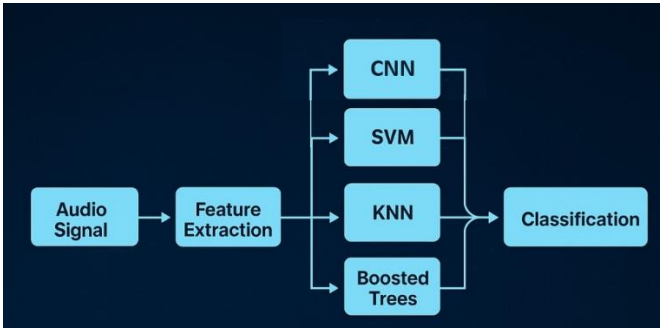 Audio
Signal
Feature
Extraction
CNN
SVM
KNN
Boosted
Trees
Classification